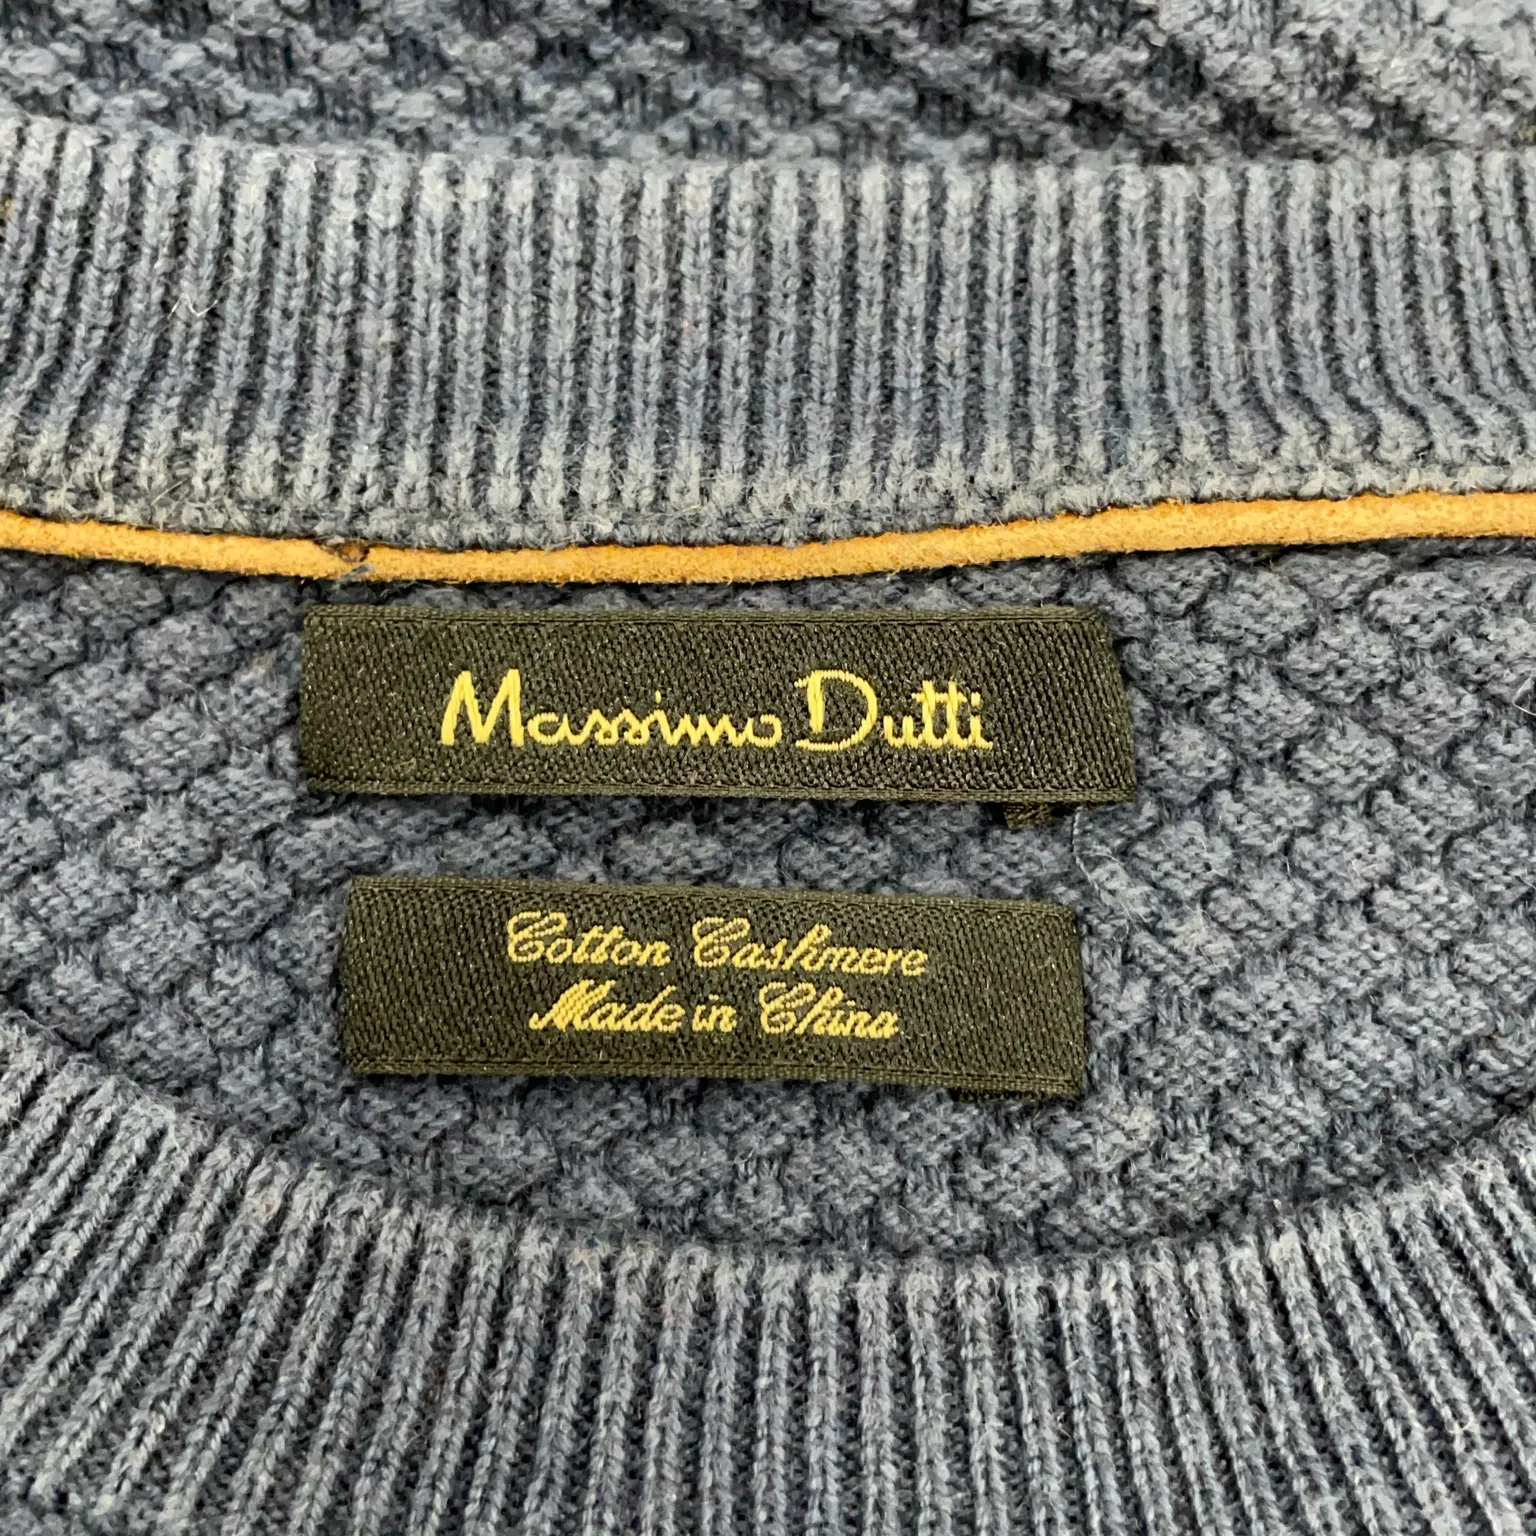 Massimo Dutti
Cotton Cashmere
Made in China